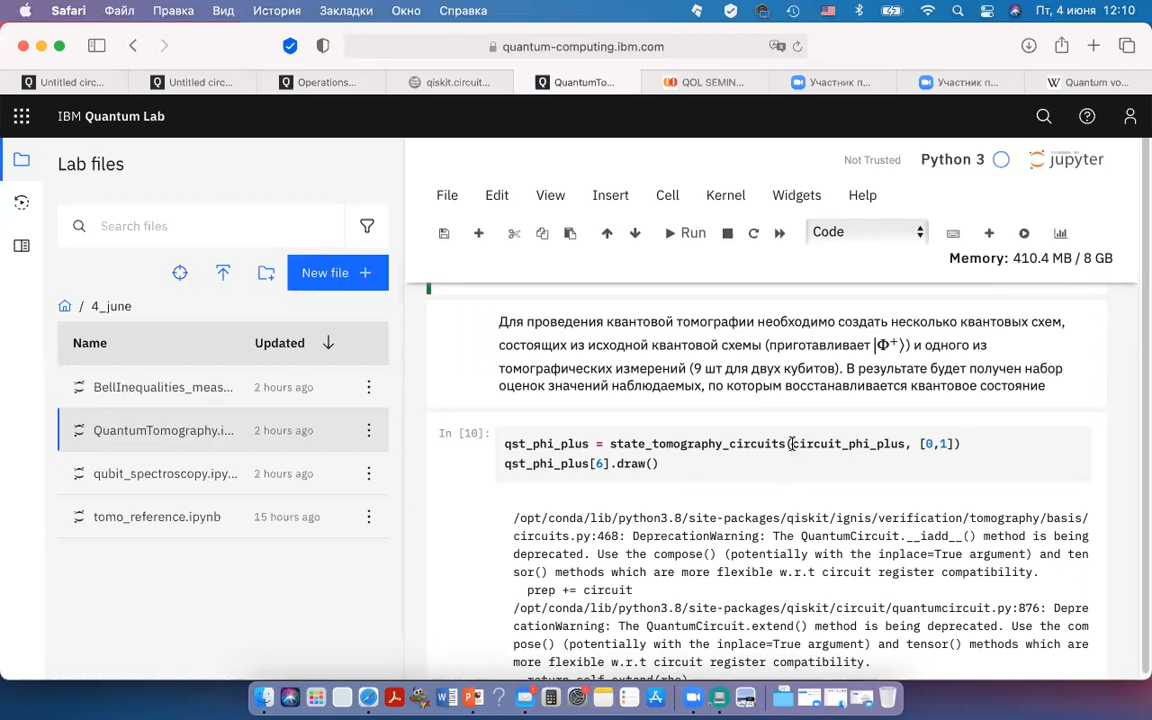 Safari Файл Правка Вид История Закладки Окно Справка Пт, 4 июня 12:10
quantum-computing.ibm.com
Untitled circ... Untitled circ... Operations... qiskit.circuit... QuantumTo... QOL SEMIN... Участник п... Участник п... Quantum vo...
IBM Quantum Lab
Lab files
Not Trusted Python 3 jupyter
File Edit View Insert Cell Kernel Widgets Help
Search files
Run Code
Memory: 410.4 MB / 8 GB
New file +
/ 4_june
Name Updated
BellInequalities_meas... 2 hours ago
QuantumTomography.i... 2 hours ago
qubit_spectroscopy.ipy... 2 hours ago
tomo_reference.ipynb 15 hours ago
Для проведения квантовой томографии необходимо создать несколько квантовых схем,
состоящих из исходной квантовой схемы (приготавливает |Φ⁺⟩) и одного из
томографических измерений (9 шт для двух кубитов). В результате будет получен набор
оценок значений наблюдаемых, по которым восстанавливается квантовое состояние
In [10]: qst_phi_plus = state_tomography_circuits(circuit_phi_plus, [0,1])
qst_phi_plus[6].draw()
/opt/conda/lib/python3.8/site-packages/qiskit/ignis/verification/tomography/basis/
circuits.py:468: DeprecationWarning: The QuantumCircuit.__iadd__() method is being
deprecated. Use the compose() (potentially with the inplace=True argument) and ten
sor() methods which are more flexible w.r.t circuit register compatibility.
prep += circuit
/opt/conda/lib/python3.8/site-packages/qiskit/circuit/quantumcircuit.py:876: Depre
cationWarning: The QuantumCircuit.extend() method is being deprecated. Use the com
pose() (potentially with the inplace=True argument) and tensor() methods which are
more flexible w.r.t circuit register compatibility.
return self.extend(rhs)